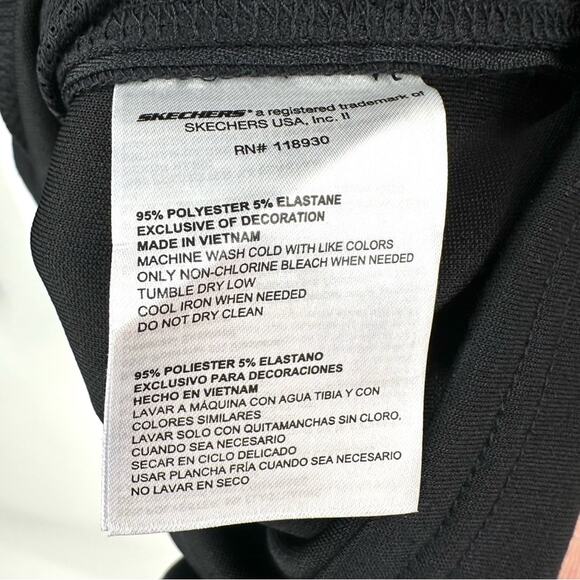 SKECHERS® a registered trademark of
SKECHERS USA, Inc. II
RN# 118930
95% POLYESTER 5% ELASTANE
EXCLUSIVE OF DECORATION
MADE IN VIETNAM
MACHINE WASH COLD WITH LIKE COLORS
ONLY NON-CHLORINE BLEACH WHEN NEEDED
TUMBLE DRY LOW
COOL IRON WHEN NEEDED
DO NOT DRY CLEAN
95% POLIESTER 5% ELASTANO
EXCLUSIVO PARA DECORACIONES
HECHO EN VIETNAM
LAVAR A MÁQUINA CON AGUA TIBIA Y CON
COLORES SIMILARES
LAVAR SOLO CON QUITAMANCHAS SIN CLORO,
CUANDO SEA NECESARIO
SECAR EN CICLO DELICADO
USAR PLANCHA FRÍA CUANDO SEA NECESARIO
NO LAVAR EN SECO